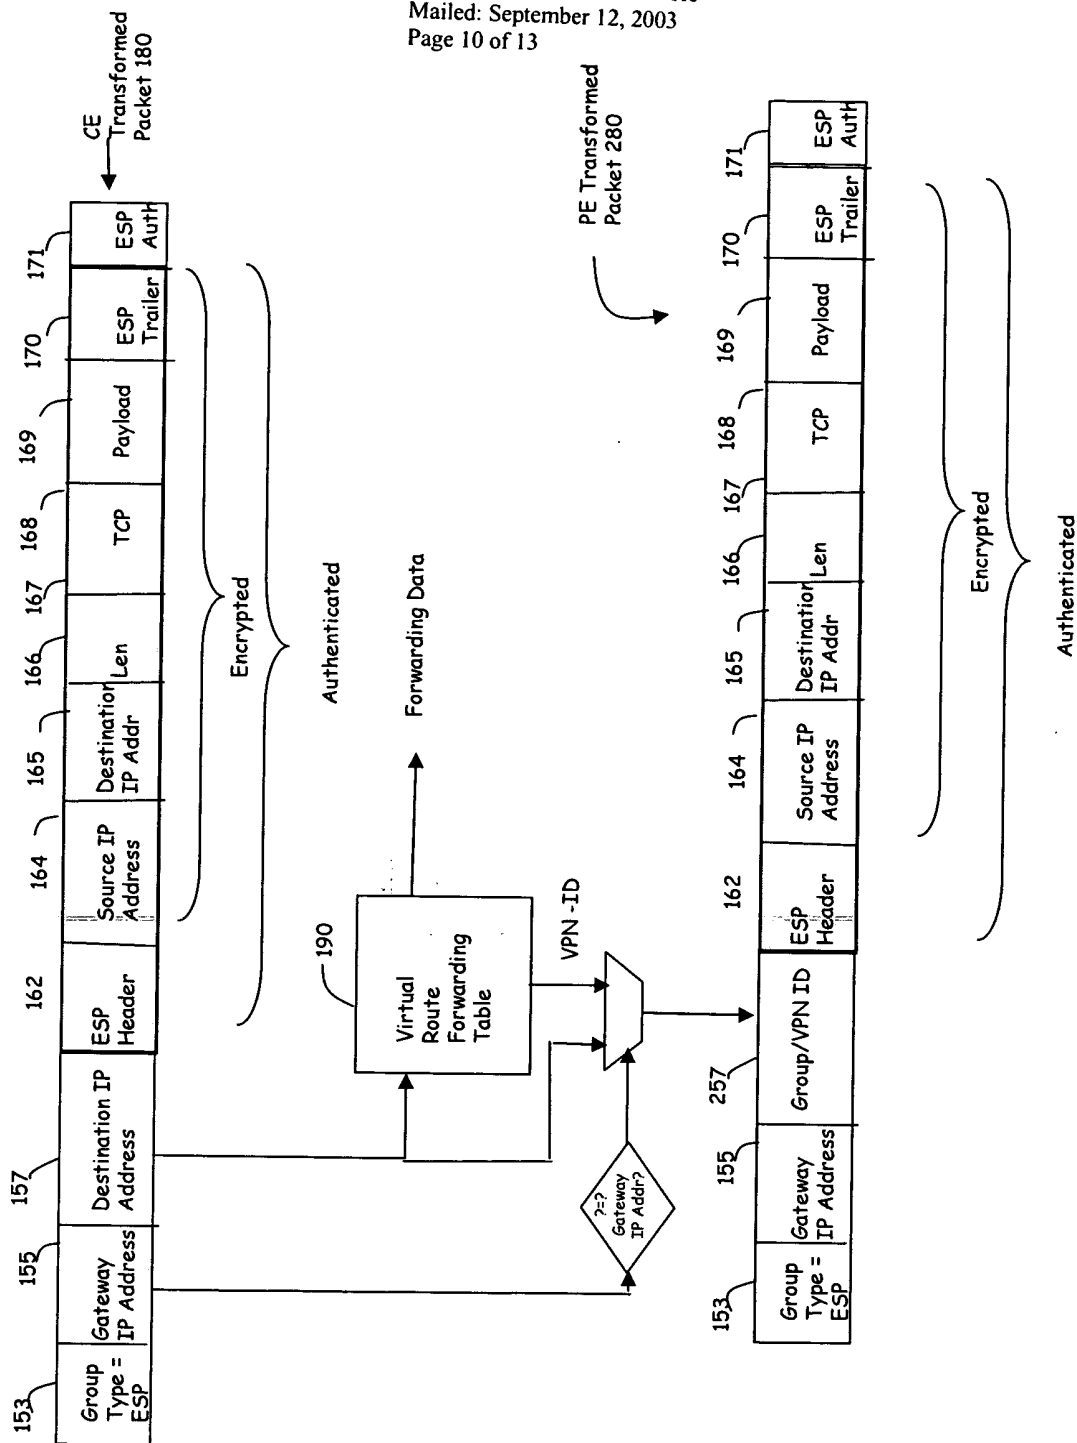 Mailed: September 12, 2003
Page 10 of 13
CE
Transformed
Packet 180
153
155
157
162
164
165
166
167
168
169
170
171
Group
Type =
ESP
Gateway
IP Address
Destination IP
Address
ESP
Header
Source IP
Address
Destination
IP Addr
Len
TCP
Payload
ESP
Trailer
ESP
Auth
Encrypted
Authenticated
190
Virtual
Route
Forwarding
Table
Forwarding Data
VPN -ID
?=?
Gateway
IP Addr?
PE Transformed
Packet 280
153
155
257
162
164
165
166
167
168
169
170
171
Group
Type =
ESP
Gateway
IP Address
Group/VPN ID
ESP
Header
Source IP
Address
Destination
IP Addr
Len
TCP
Payload
ESP
Trailer
ESP
Auth
Encrypted
Authenticated